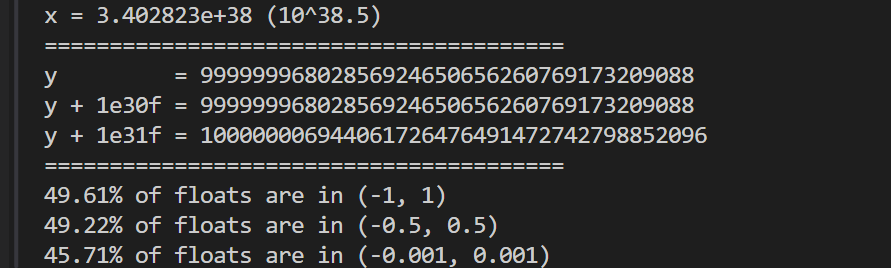 x = 3.402823e+38 (10^38.5)
========================================
y         = 99999996802856924650656260769173209088
y + 1e30f = 99999996802856924650656260769173209088
y + 1e31f = 100000006944061726476491472742798852096
========================================
49.61% of floats are in (-1, 1)
49.22% of floats are in (-0.5, 0.5)
45.71% of floats are in (-0.001, 0.001)